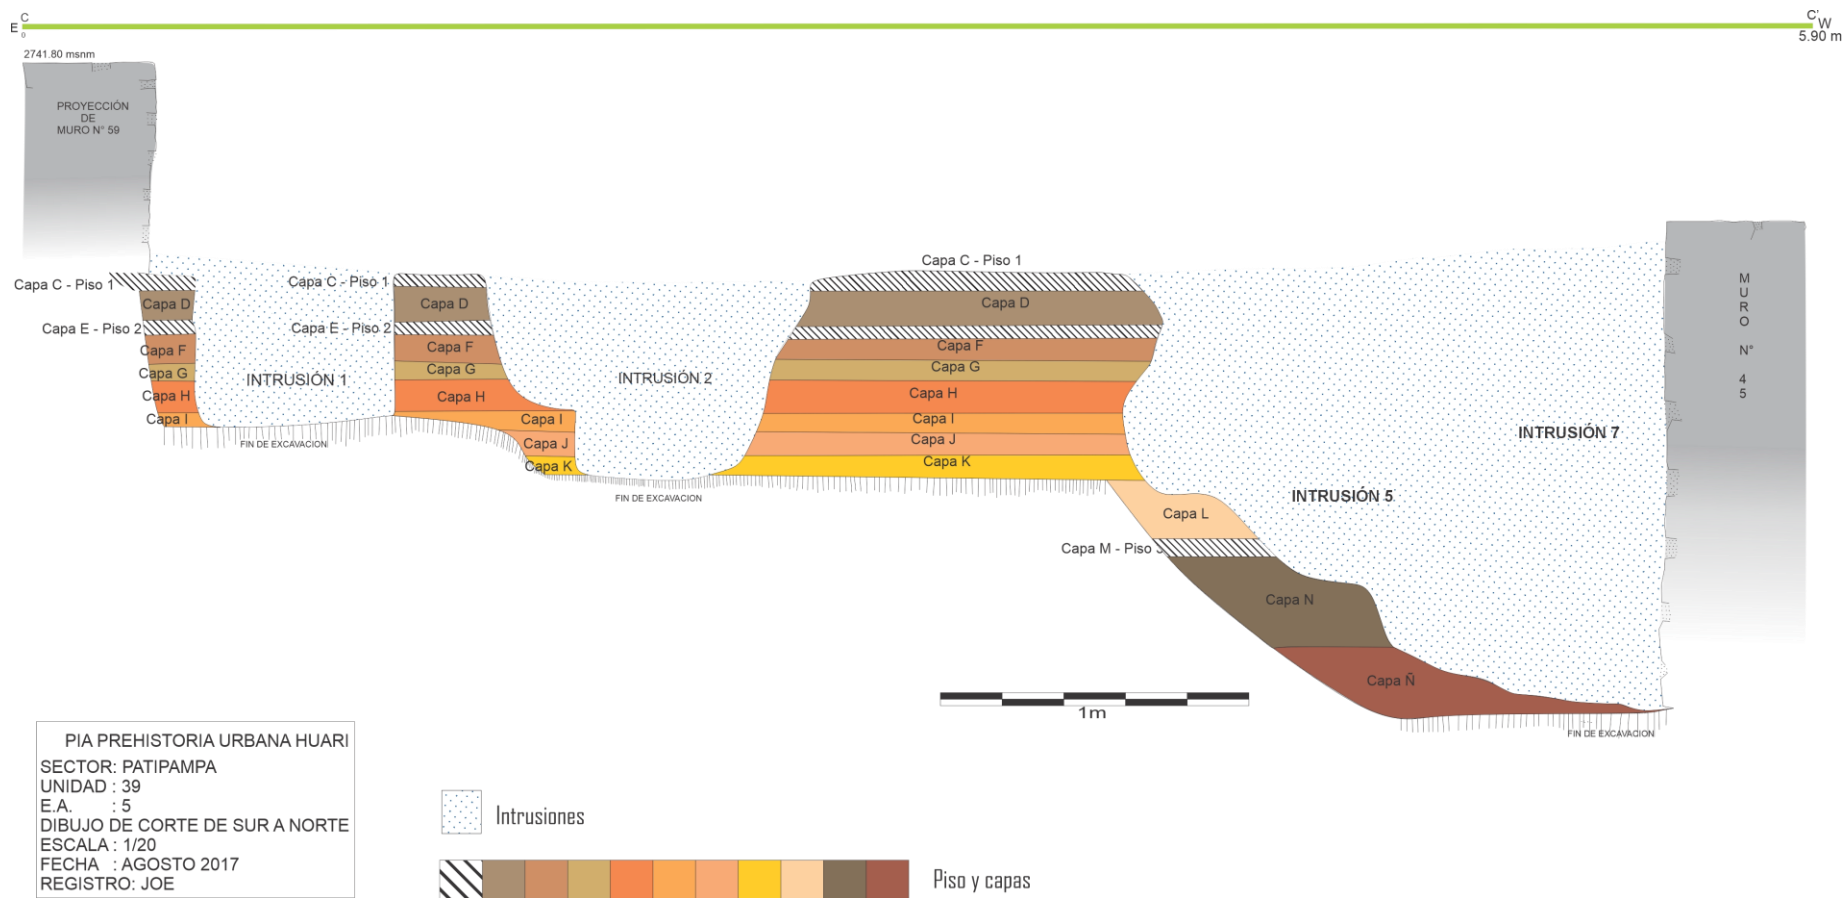 C
E
0
C'
W
5.90 m
2741.80 msnm
PROYECCIÓN
DE
MURO N° 59
Capa C - Piso 1
Capa D
Capa E - Piso 2
Capa F
Capa G
Capa H
Capa I
INTRUSIÓN 1
FIN DE EXCAVACION
Capa C - Piso 1
Capa D
Capa E - Piso 2
Capa F
Capa G
Capa H
Capa I
Capa J
Capa K
INTRUSIÓN 2
FIN DE EXCAVACION
Capa C - Piso 1
Capa D
Capa F
Capa G
Capa H
Capa I
Capa J
Capa K
Capa L
Capa M - Piso 3
Capa N
Capa Ñ
INTRUSIÓN 5
INTRUSIÓN 7
FIN DE EXCAVACION
MURO N° 45
1m
PIA PREHISTORIA URBANA HUARI
SECTOR: PATIPAMPA
UNIDAD : 39
E.A. : 5
DIBUJO DE CORTE DE SUR A NORTE
ESCALA : 1/20
FECHA : AGOSTO 2017
REGISTRO: JOE
Intrusiones
Piso y capas